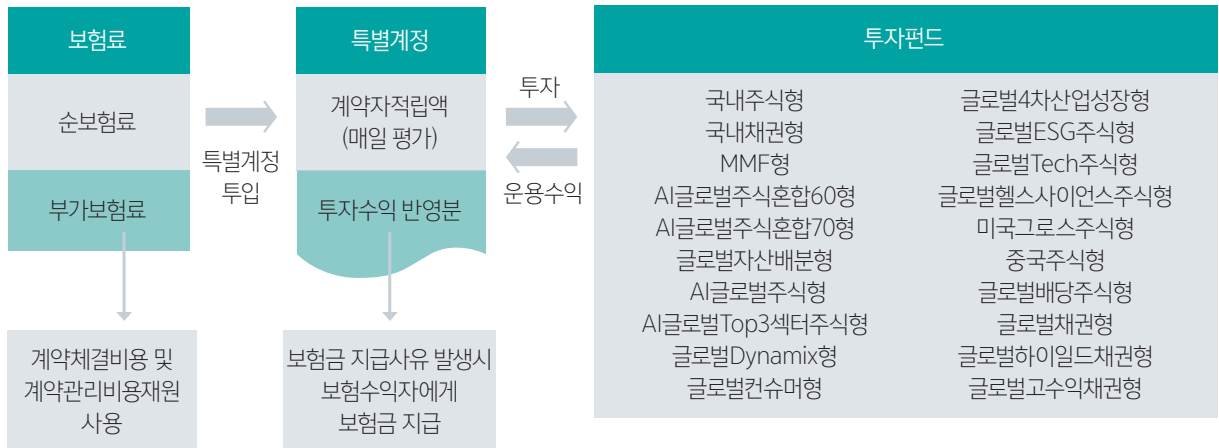 보험료
순보험료
부가보험료
계약체결비용 및
계약관리비용재원
사용
특별계정
투입
특별계정
계약자적립액
(매일 평가)
투자수익 반영분
보험금 지급사유 발생시
보험수익자에게
보험금 지급
투자
운용수익
투자펀드
국내주식형
국내채권형
MMF형
AI글로벌주식혼합60형
AI글로벌주식혼합70형
글로벌자산배분형
AI글로벌주식형
AI글로벌Top3섹터주식형
글로벌Dynamix형
글로벌컨슈머형
글로벌4차산업성장형
글로벌ESG주식형
글로벌Tech주식형
글로벌헬스사이언스주식형
미국그로스주식형
중국주식형
글로벌배당주식형
글로벌채권형
글로벌하이일드채권형
글로벌고수익채권형